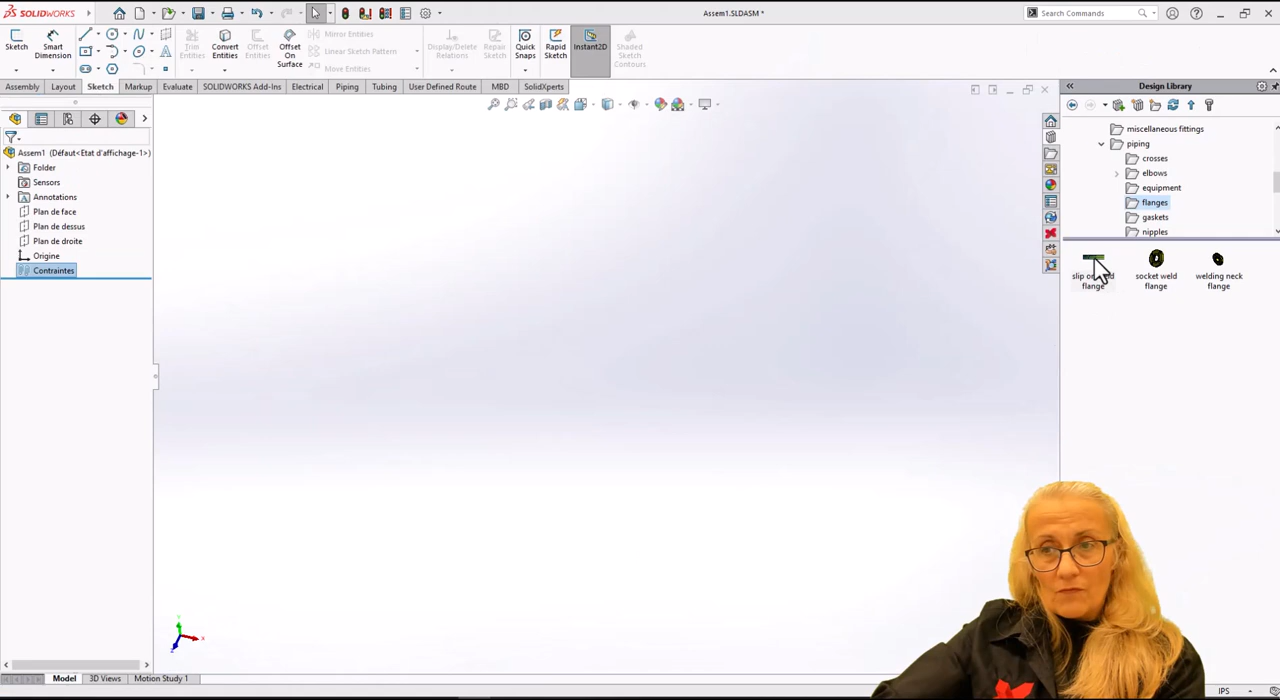 SOLIDWORKS
Assem1.SLDASM *
Search Commands
Sketch
Smart Dimension
Trim Entities
Convert Entities
Offset Entities
Offset On Surface
Mirror Entities
Linear Sketch Pattern
Move Entities
Display/Delete Relations
Repair Sketch
Quick Snaps
Rapid Sketch
Instant2D
Shaded Sketch Contours
Assembly
Layout
Sketch
Markup
Evaluate
SOLIDWORKS Add-Ins
Electrical
Piping
Tubing
User Defined Route
MBD
SolidXperts
Assem1 (Défaut<Etat d'affichage-1>)
Folder
Sensors
Annotations
Plan de face
Plan de dessus
Plan de droite
Origine
Contraintes
Design Library
miscellaneous fittings
piping
crosses
elbows
equipment
flanges
gaskets
nipples
slip on
flange
socket weld
flange
welding neck
flange
Y
X
Z
Model
3D Views
Motion Study 1
IPS